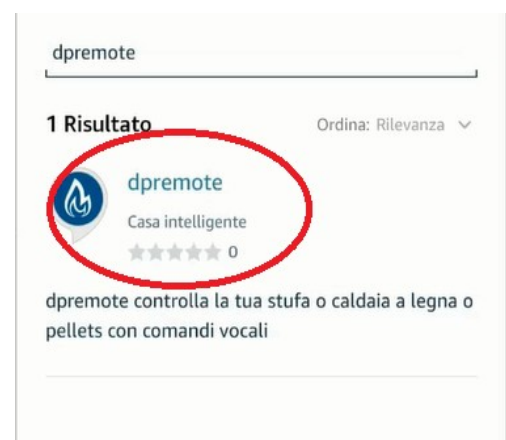 dpremote
1 Risultato
Ordina: Rilevanza
dpremote
Casa intelligente
0
dpremote controlla la tua stufa o caldaia a legna o
pellets con comandi vocali